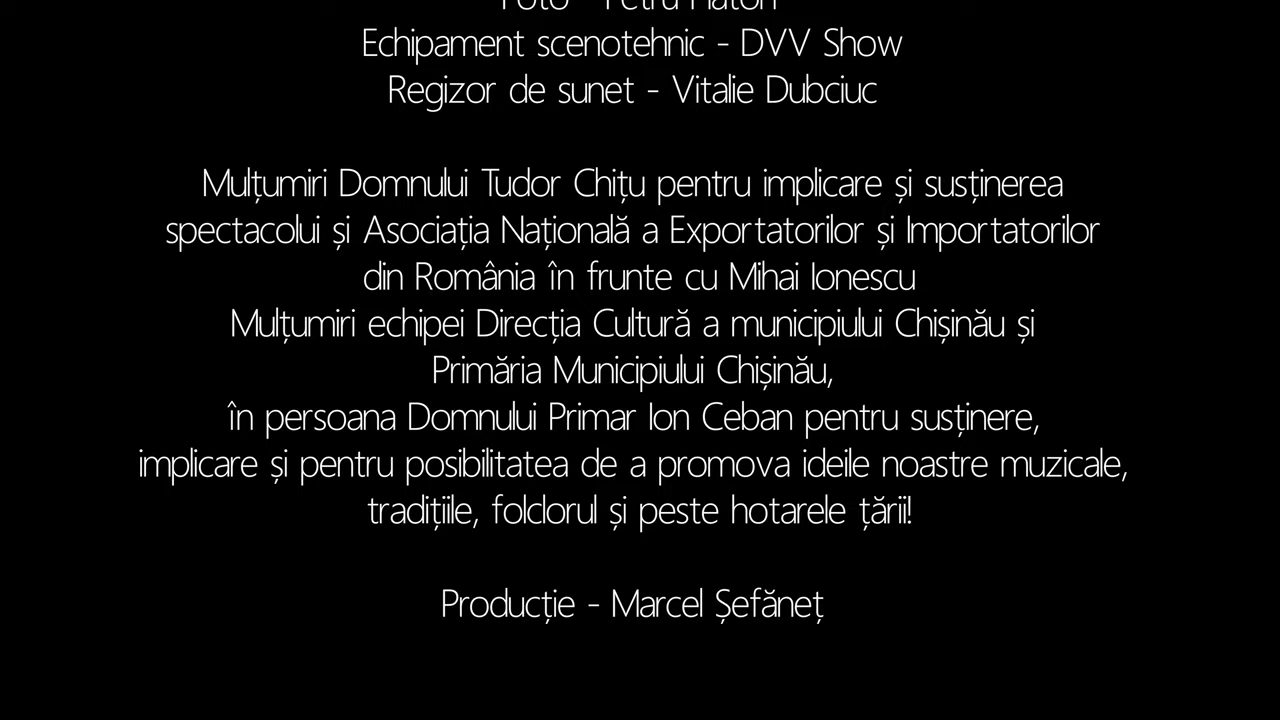 Foto - Petru Haton
Echipament scenotehnic - DVV Show
Regizor de sunet - Vitalie Dubciuc
Mulțumiri Domnului Tudor Chițu pentru implicare și susținerea
spectacolui și Asociația Națională a Exportatorilor și Importatorilor
din România în frunte cu Mihai Ionescu
Mulțumiri echipei Direcția Cultură a municipiului Chișinău și
Primăria Municipiului Chișinău,
în persoana Domnului Primar Ion Ceban pentru susținere,
implicare și pentru posibilitatea de a promova ideile noastre muzicale,
tradițiile, folclorul și peste hotarele țării!
Producție - Marcel Șefăneț